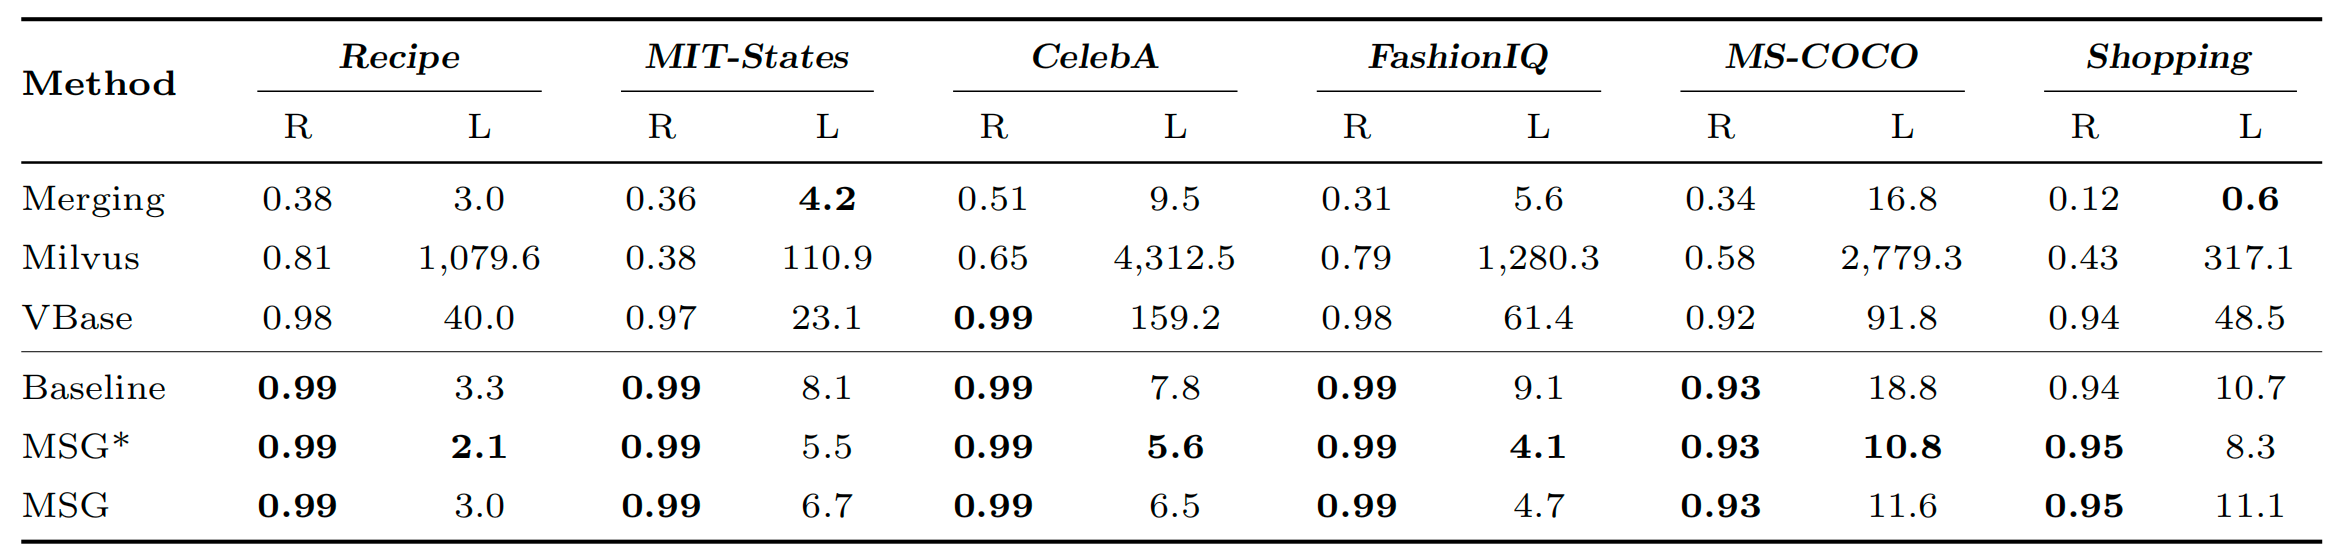 Method Recipe MIT-States CelebA FashionIQ MS-COCO Shopping
R L R L R L R L R L R L
Merging 0.38 3.0 0.36 4.2 0.51 9.5 0.31 5.6 0.34 16.8 0.12 0.6
Milvus 0.81 1,079.6 0.38 110.9 0.65 4,312.5 0.79 1,280.3 0.58 2,779.3 0.43 317.1
VBase 0.98 40.0 0.97 23.1 0.99 159.2 0.98 61.4 0.92 91.8 0.94 48.5
Baseline 0.99 3.3 0.99 8.1 0.99 7.8 0.99 9.1 0.93 18.8 0.94 10.7
MSG* 0.99 2.1 0.99 5.5 0.99 5.6 0.99 4.1 0.93 10.8 0.95 8.3
MSG 0.99 3.0 0.99 6.7 0.99 6.5 0.99 4.7 0.93 11.6 0.95 11.1